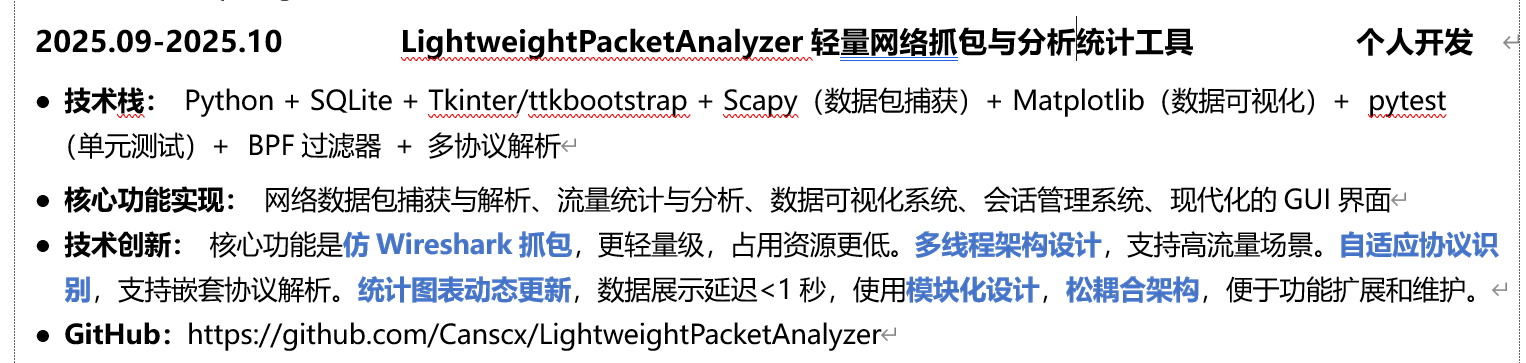 2025.09-2025.10 LightweightPacketAnalyzer 轻量网络抓包与分析统计工具 个人开发
● 技术栈： Python + SQLite + Tkinter/ttkbootstrap + Scapy（数据包捕获）+ Matplotlib（数据可视化）+ pytest
（单元测试）+ BPF 过滤器 + 多协议解析
● 核心功能实现： 网络数据包捕获与解析、流量统计与分析、数据可视化系统、会话管理系统、现代化的 GUI 界面
● 技术创新： 核心功能是仿 Wireshark 抓包，更轻量级，占用资源更低。多线程架构设计，支持高流量场景。自适应协议识
别，支持嵌套协议解析。统计图表动态更新，数据展示延迟<1 秒，使用模块化设计，松耦合架构，便于功能扩展和维护。
● GitHub：https://github.com/Canscx/LightweightPacketAnalyzer